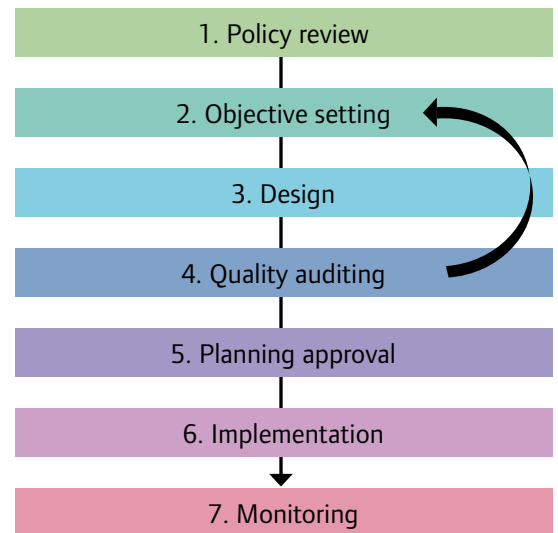 1. Policy review
2. Objective setting
3. Design
4. Quality auditing
5. Planning approval
6. Implementation
7. Monitoring